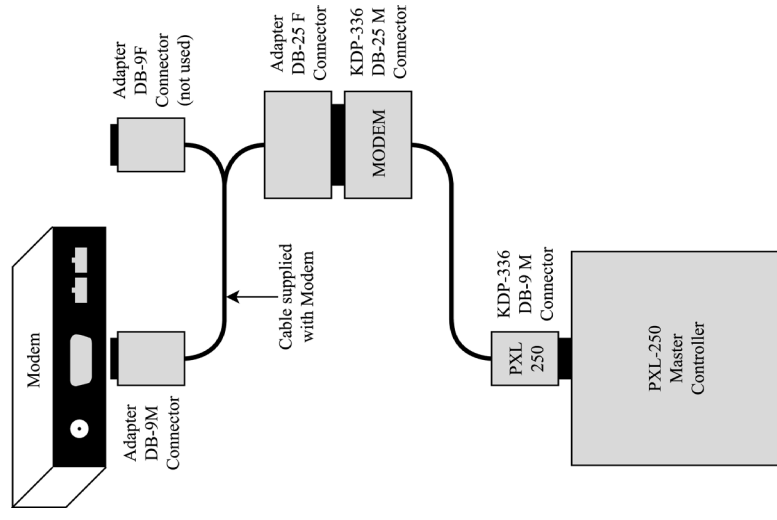 Modem
Adapter
DB-9M
Connector
Adapter
DB-9F
Connector
(not used)
Cable supplied
with Modem
Adapter
DB-25 F
Connector
KDP-336
DB-25 M
Connector
MODEM
KDP-336
DB-9 M
Connector
PXL
250
PXL-250
Master
Controller